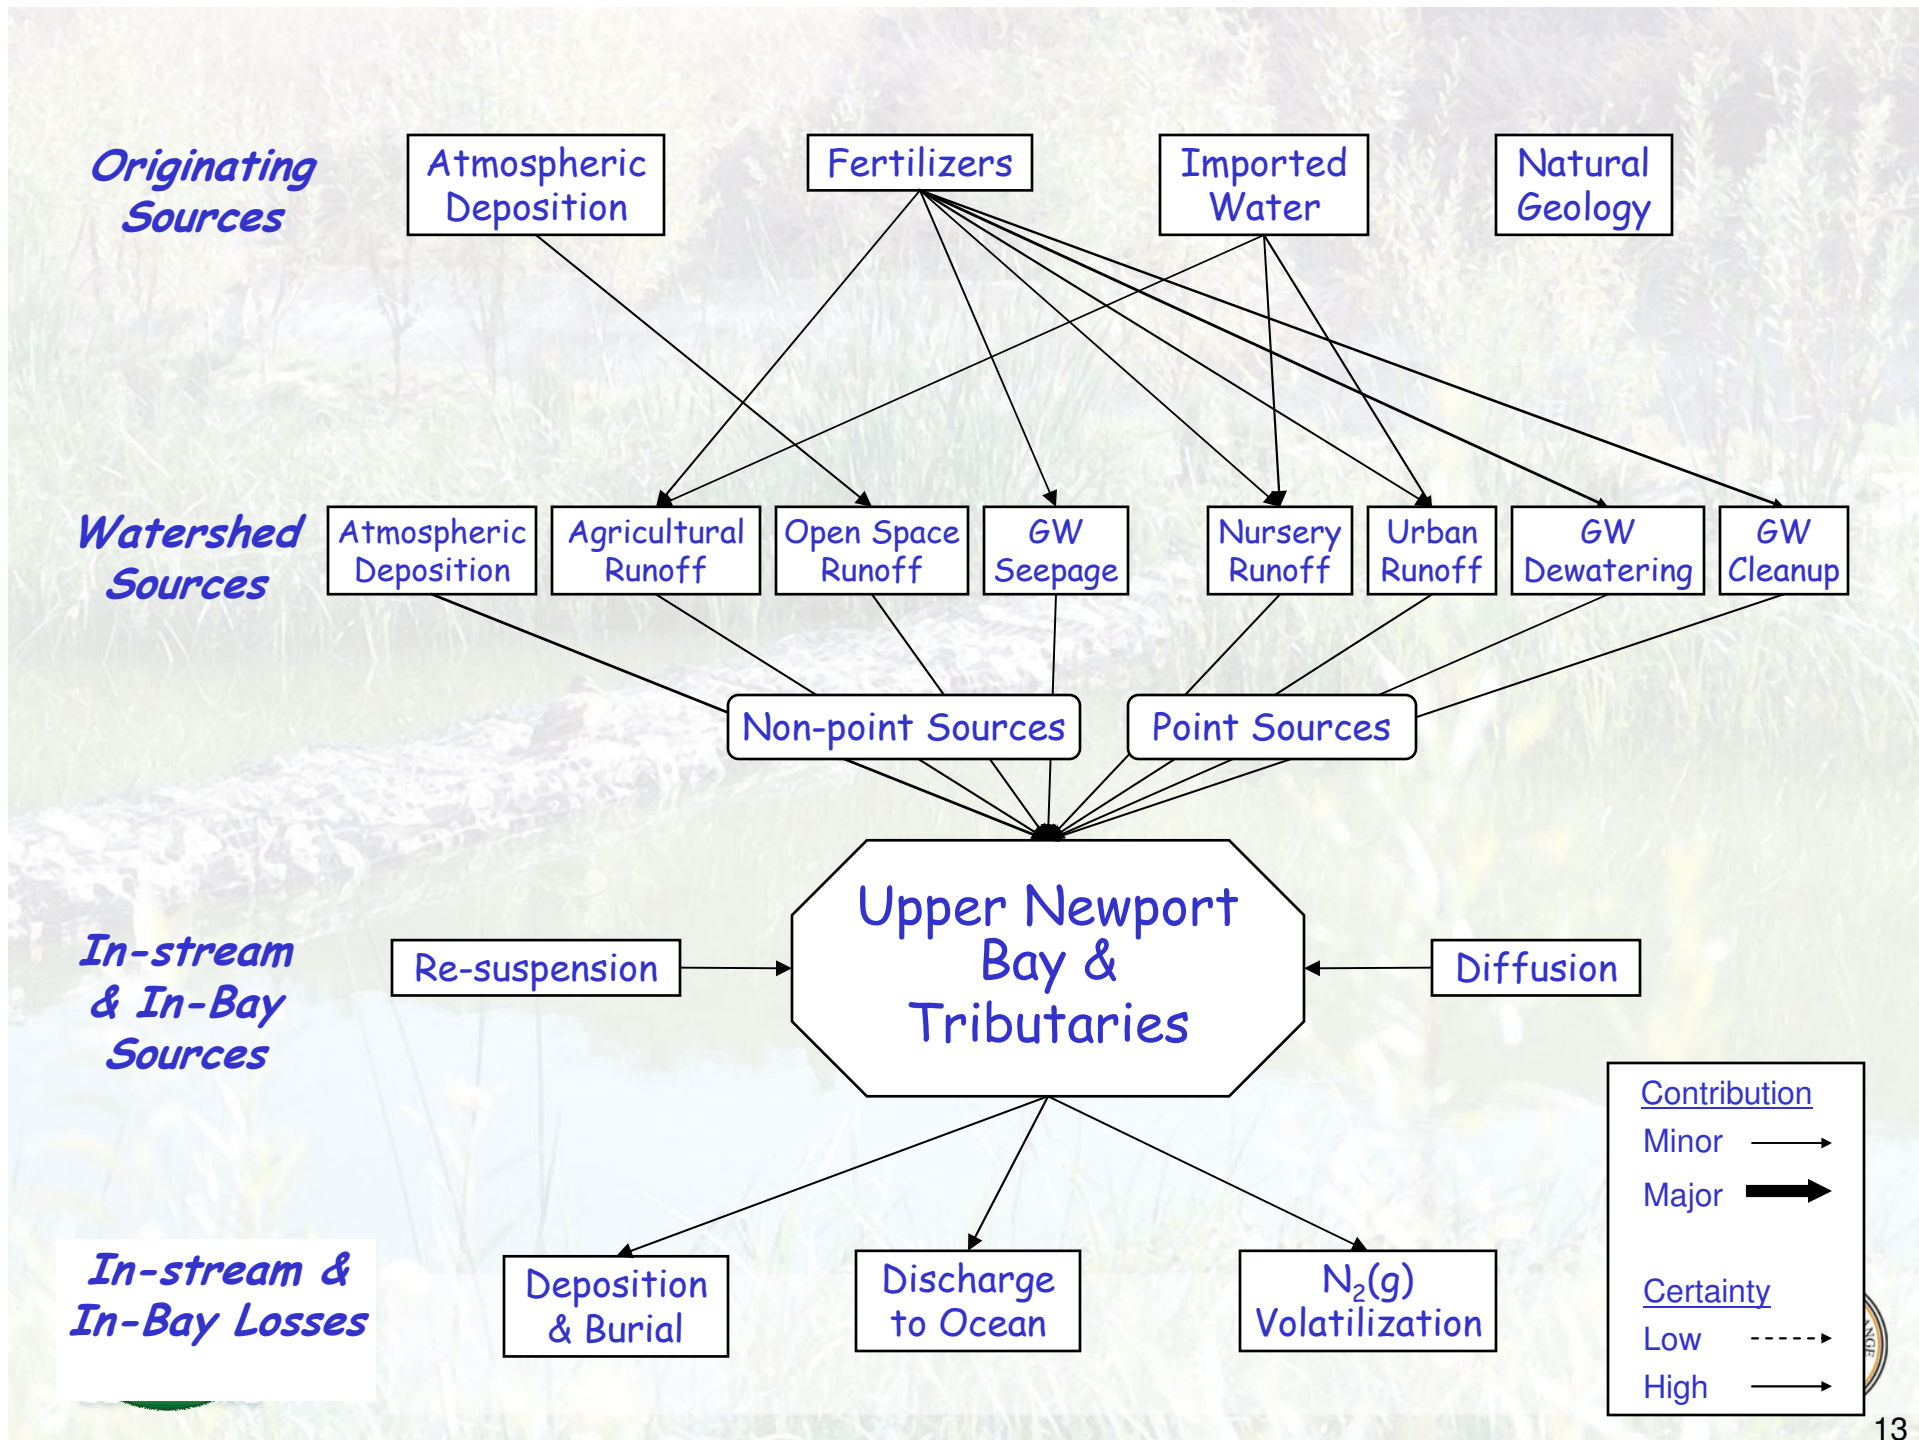 Originating
Sources
Atmospheric
Deposition
Fertilizers
Imported
Water
Natural
Geology
Watershed
Sources
Atmospheric
Deposition
Agricultural
Runoff
Open Space
Runoff
GW
Seepage
Nursery
Runoff
Urban
Runoff
GW
Dewatering
GW
Cleanup
Non-point Sources
Point Sources
Upper Newport
Bay &
Tributaries
In-stream
& In-Bay
Sources
Re-suspension
Diffusion
In-stream &
In-Bay Losses
Deposition
& Burial
Discharge
to Ocean
N₂(g)
Volatilization
Contribution
Minor
Major
Certainty
Low
High
13